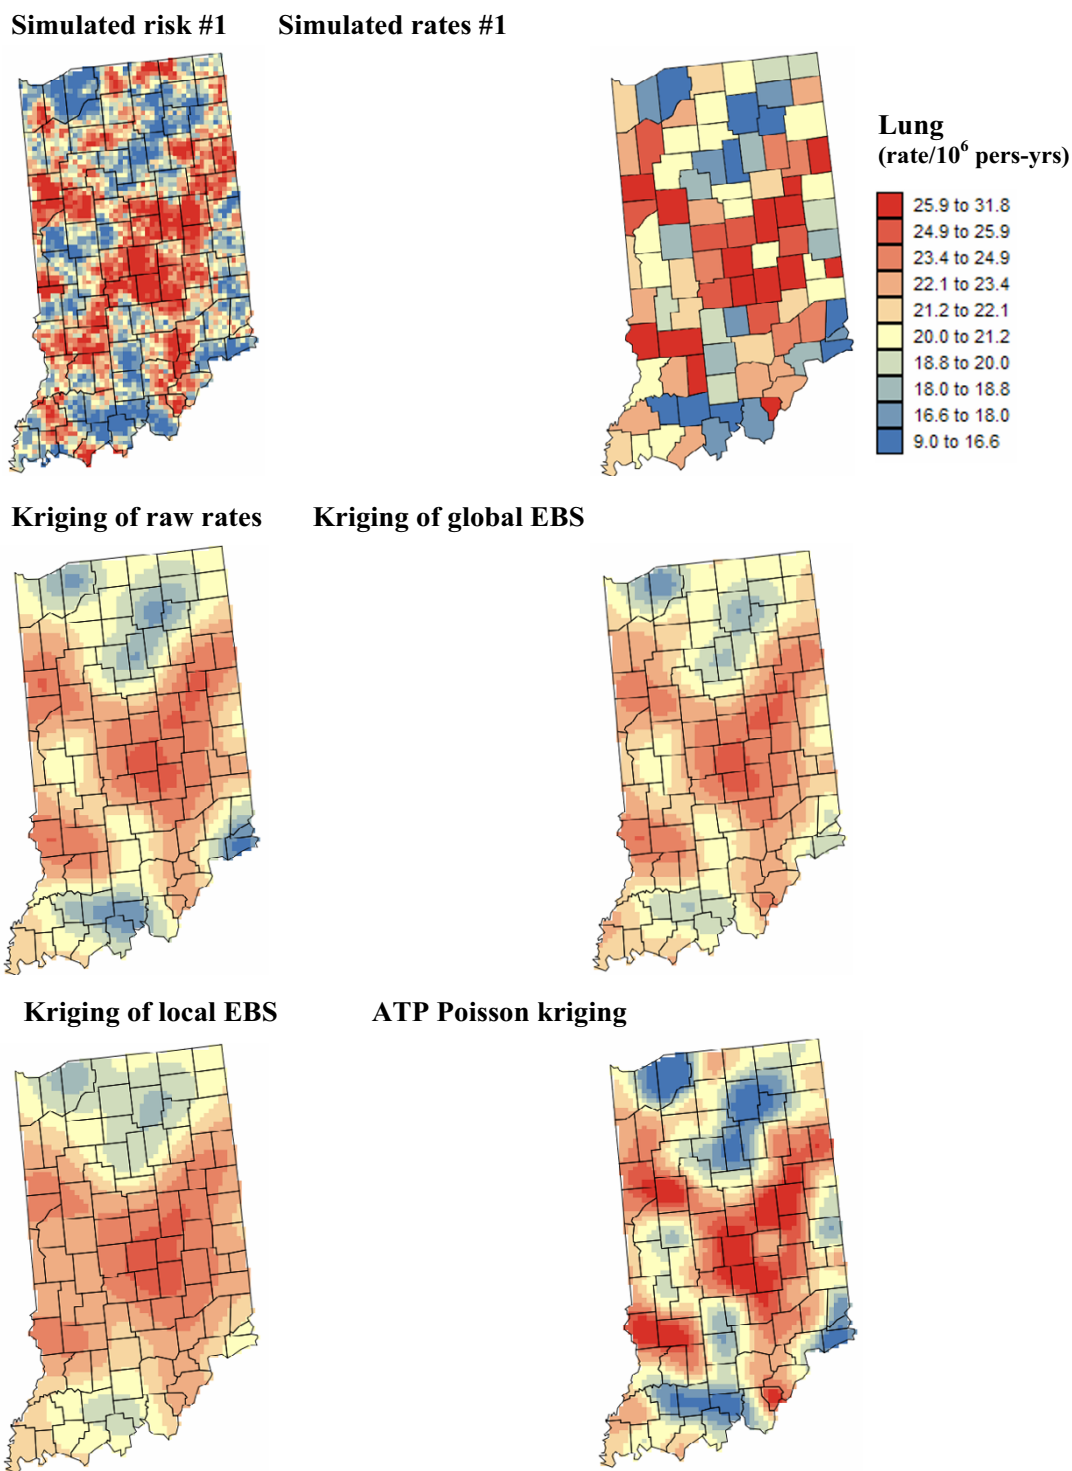 Simulated risk #1 Simulated rates #1
Lung
(rate/10⁶ pers-yrs)
25.9 to 31.8
24.9 to 25.9
23.4 to 24.9
22.1 to 23.4
21.2 to 22.1
20.0 to 21.2
18.8 to 20.0
18.0 to 18.8
16.6 to 18.0
9.0 to 16.6
Kriging of raw rates Kriging of global EBS
Kriging of local EBS ATP Poisson kriging